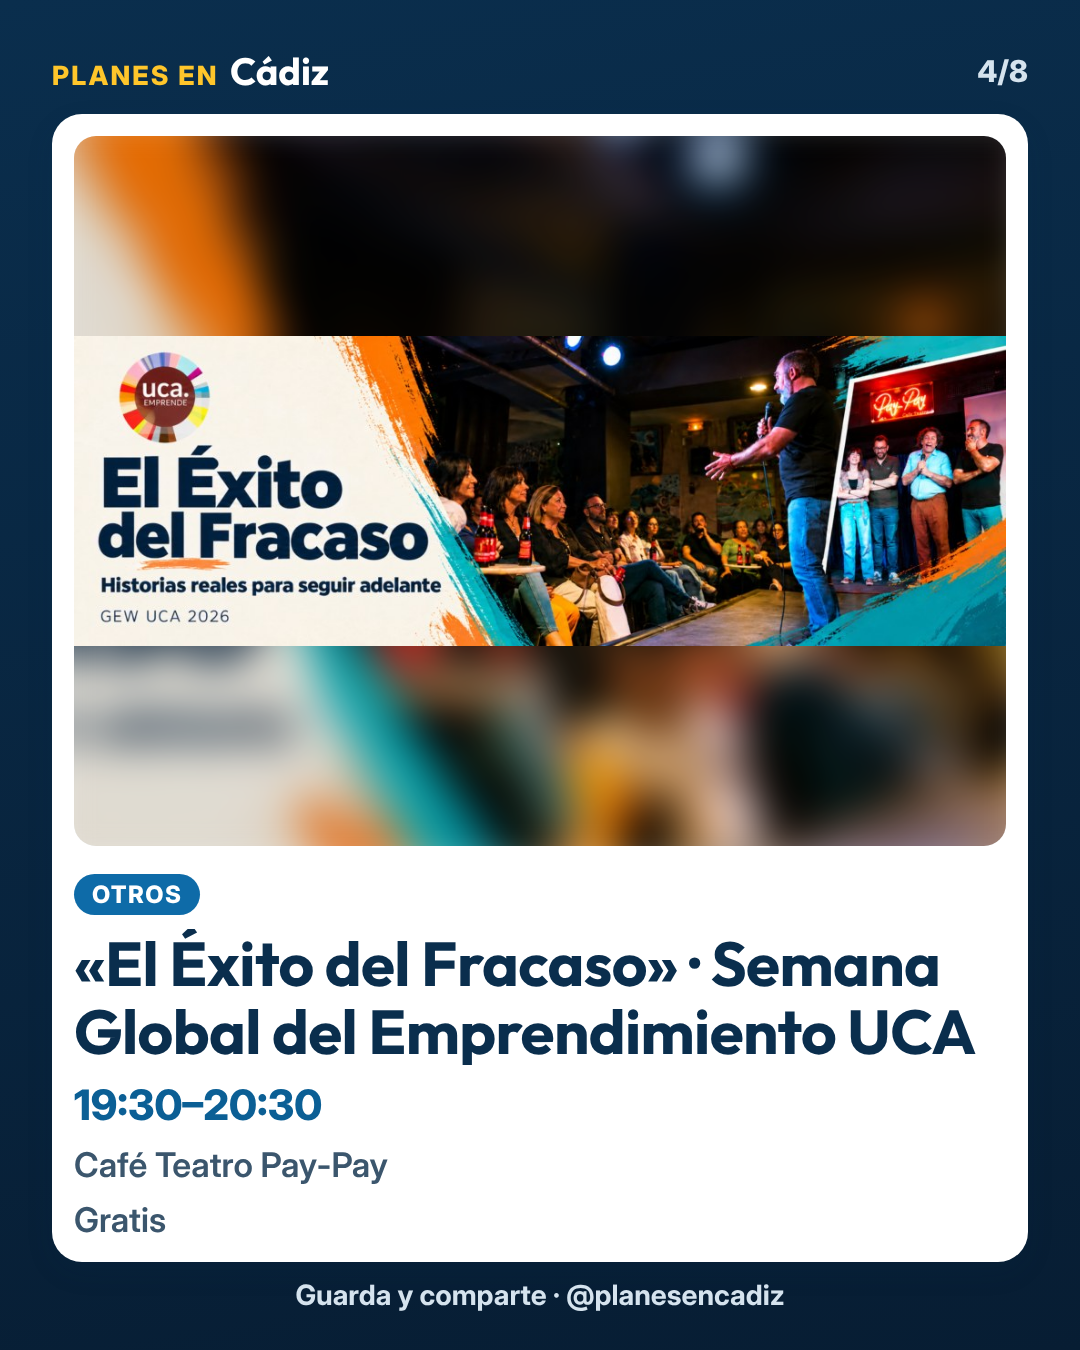 PLANES EN Cádiz
4/8
uca.
EMPRENDE
El Éxito
del Fracaso
Historias reales para seguir adelante
GEW UCA 2026
Pay-Pay
OTROS
«El Éxito del Fracaso» · Semana
Global del Emprendimiento UCA
19:30–20:30
Café Teatro Pay-Pay
Gratis
Guarda y comparte · @planesencadiz